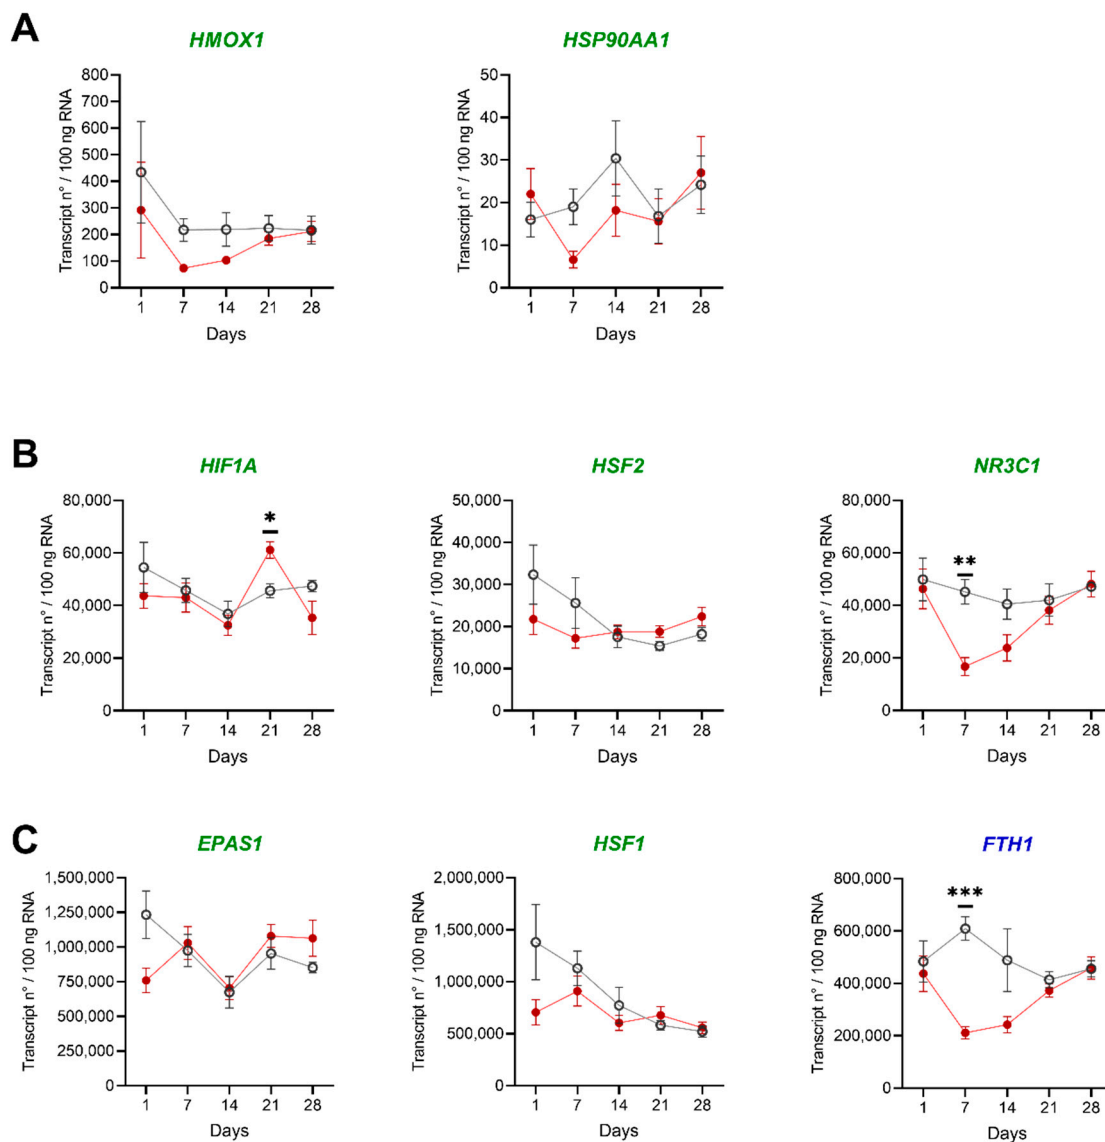 A
HMOX1
HSP90AA1
Transcript n° / 100 ng RNA
800
700
600
500
400
300
200
100
0
1 7 14 21 28
Days
Transcript n° / 100 ng RNA
50
40
30
20
10
0
1 7 14 21 28
Days
B
HIF1A
HSF2
NR3C1
Transcript n° / 100 ng RNA
80,000
60,000
40,000
20,000
0
*
1 7 14 21 28
Days
Transcript n° / 100 ng RNA
50,000
40,000
30,000
20,000
10,000
0
1 7 14 21 28
Days
Transcript n° / 100 ng RNA
80,000
60,000
40,000
20,000
0
**
1 7 14 21 28
Days
C
EPAS1
HSF1
FTH1
Transcript n° / 100 ng RNA
1,500,000
1,250,000
1,000,000
750,000
500,000
250,000
0
1 7 14 21 28
Days
Transcript n° / 100 ng RNA
2,000,000
1,500,000
1,000,000
500,000
0
1 7 14 21 28
Days
Transcript n° / 100 ng RNA
800,000
600,000
400,000
200,000
0
***
1 7 14 21 28
Days